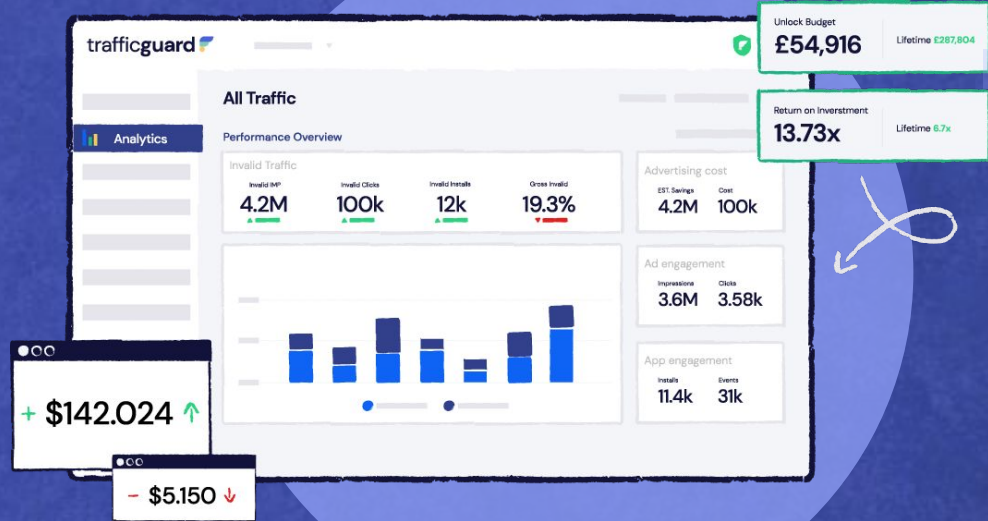 Unlock Budget
£54,916
Lifetime £287,804
trafficguard
Return on Inverstment
13.73x
Lifetime 6.7x
All Traffic
Analytics
Performance Overview
Invalid Traffic
Invalid IMP
Invalid Clicks
Invalid Installs
Gross Invalid
4.2M
100k
12k
19.3%
Advertising cost
EST. Savings
Cost
4.2M
100k
Ad engagement
Impressions
Clicks
3.6M
3.58k
App engagement
Installs
Events
11.4k
31k
+ $142.024
- $5.150